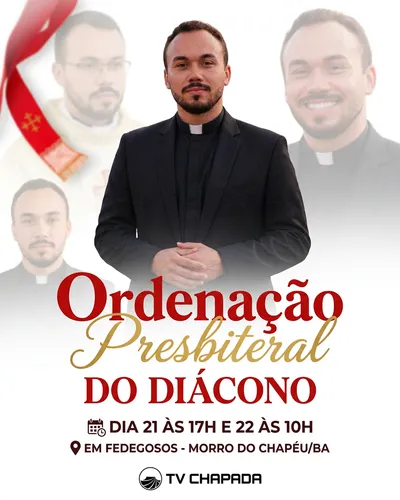 Ordenação
Presbiteral
DO DIÁCONO
DIA 21 ÀS 17H E 22 ÀS 10H
EM FEDEGOSOS - MORRO DO CHAPÉU/BA
TV CHAPADA